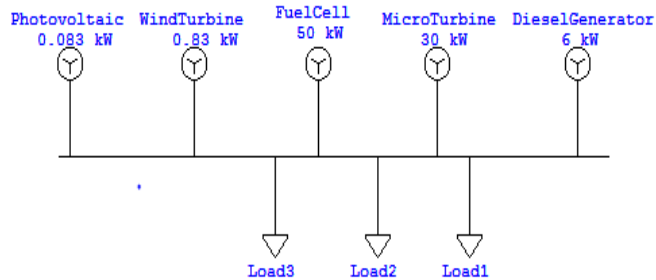 Photovoltaic WindTurbine FuelCell MicroTurbine DieselGenerator
0.083 kW 0.83 kW 50 kW 30 kW 6 kW
Load3 Load2 Load1